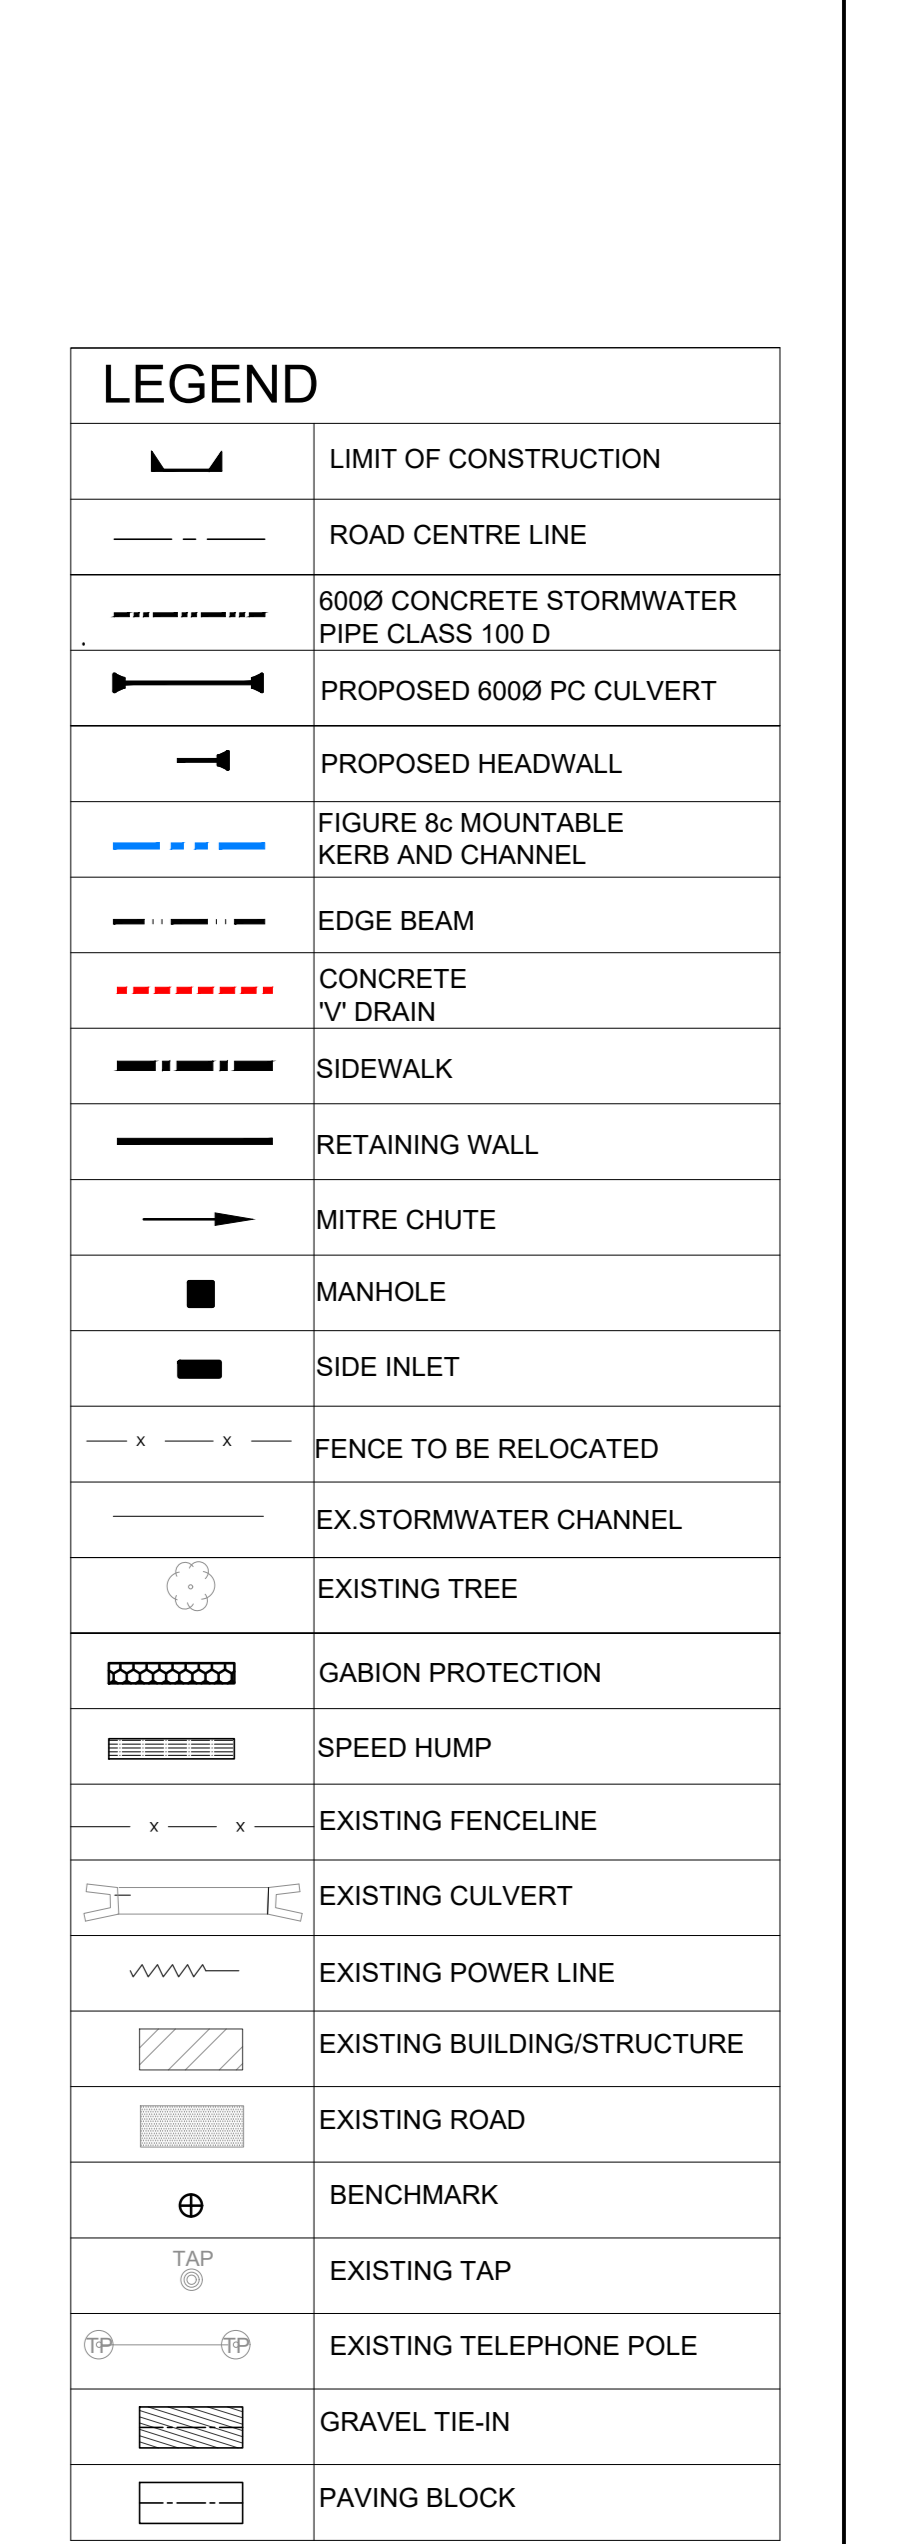 LEGEND
LIMIT OF CONSTRUCTION
ROAD CENTRE LINE
600Ø CONCRETE STORMWATER
PIPE CLASS 100 D
PROPOSED 600Ø PC CULVERT
PROPOSED HEADWALL
FIGURE 8c MOUNTABLE
KERB AND CHANNEL
EDGE BEAM
CONCRETE
'V' DRAIN
SIDEWALK
RETAINING WALL
MITRE CHUTE
MANHOLE
SIDE INLET
x x FENCE TO BE RELOCATED
EX.STORMWATER CHANNEL
EXISTING TREE
GABION PROTECTION
SPEED HUMP
x x EXISTING FENCELINE
EXISTING CULVERT
EXISTING POWER LINE
EXISTING BUILDING/STRUCTURE
EXISTING ROAD
BENCHMARK
TAP
EXISTING TAP
TP TP EXISTING TELEPHONE POLE
GRAVEL TIE-IN
PAVING BLOCK